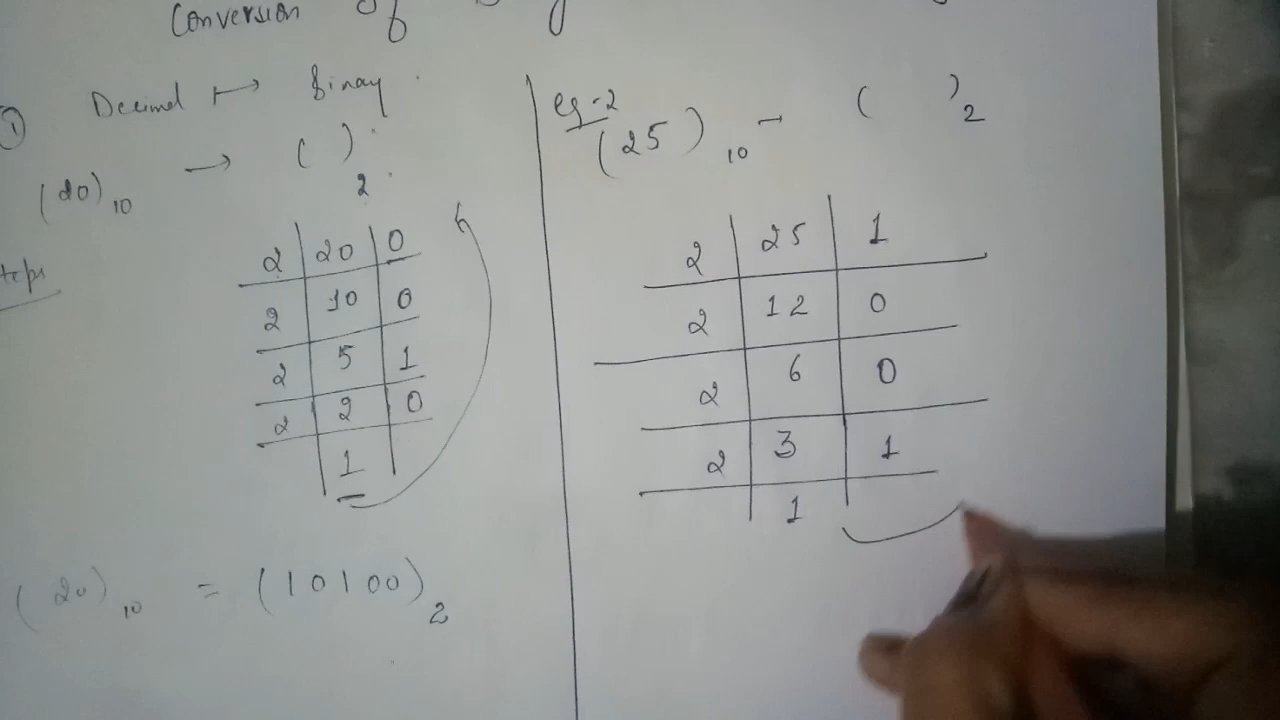 Conversion of
① Decimal → Binary
(20)10 → ( )2
2 20 0
2 10 0
2 5 1
2 2 0
1
(20)10 = (10100)2
eg-2
(25)10 - ( )2
2 25 1
2 12 0
2 6 0
2 3 1
1